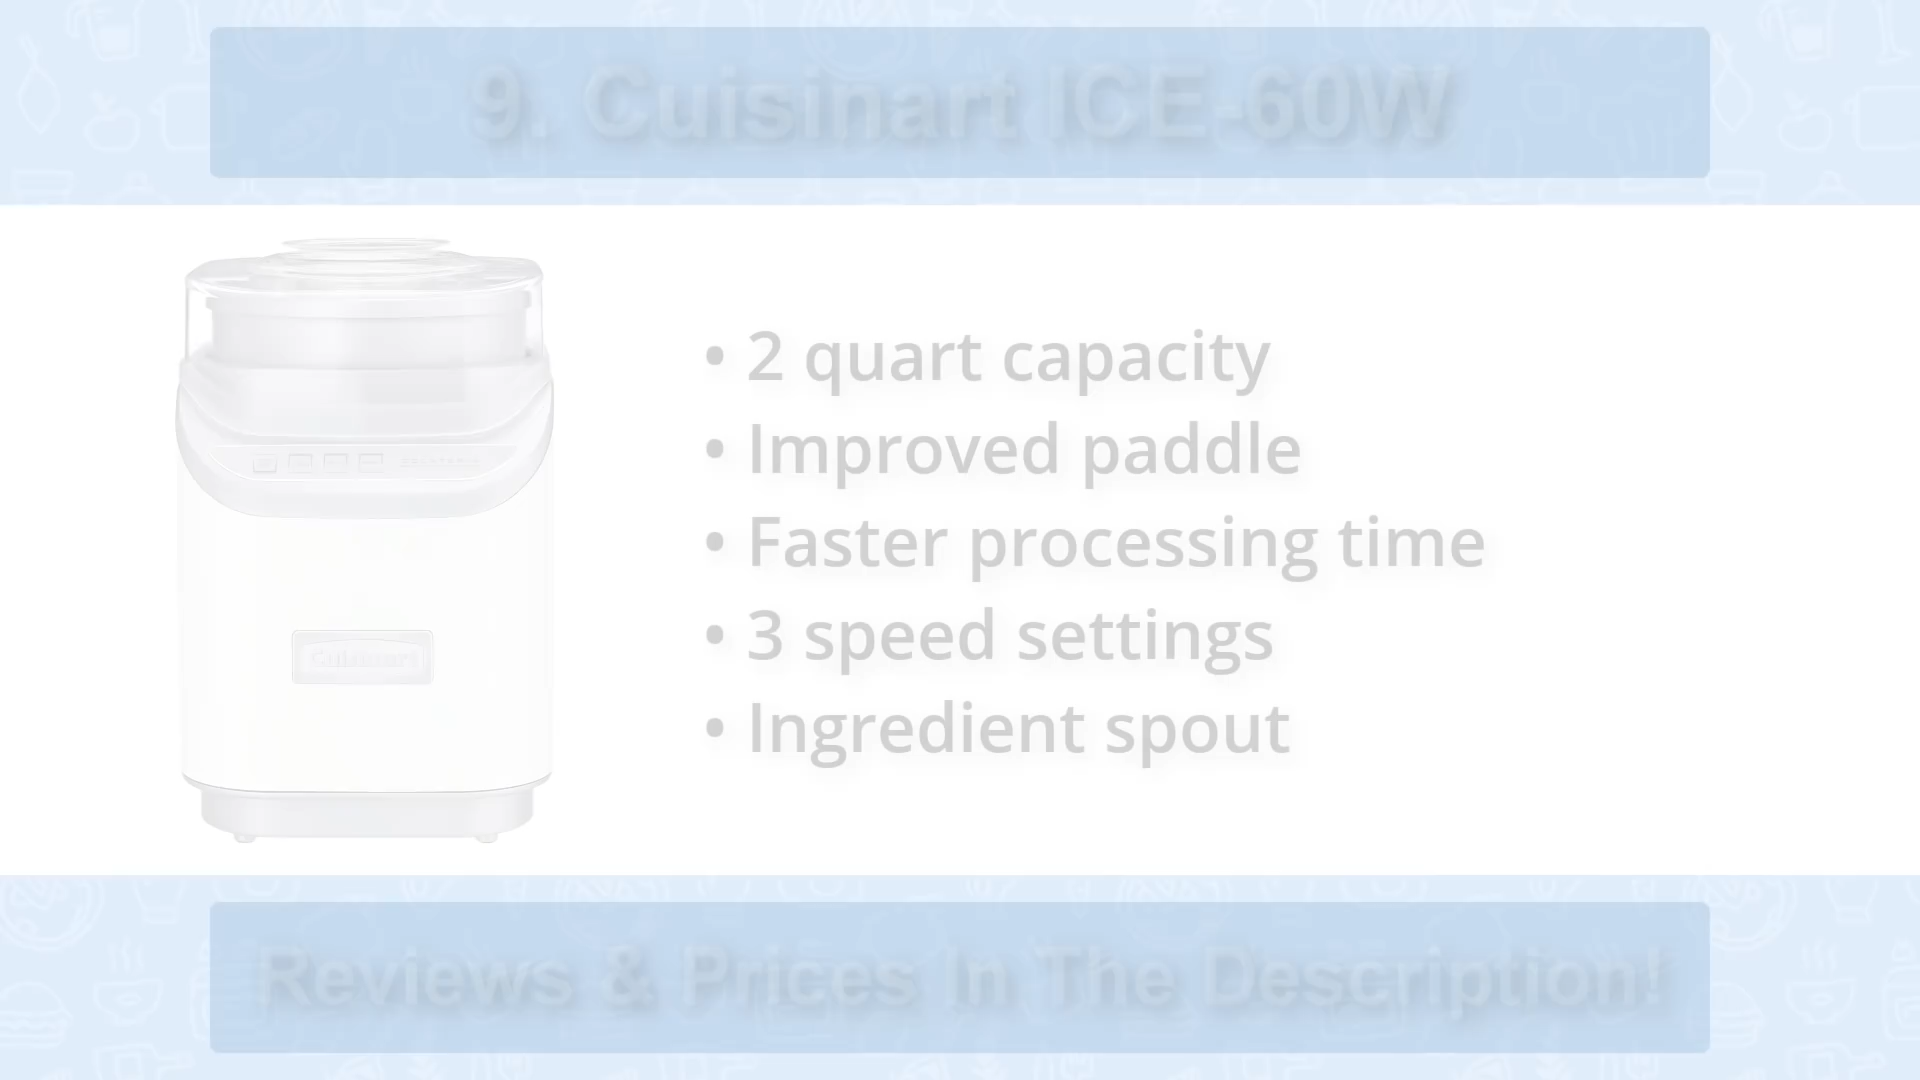 9. Cuisinart ICE-60W
• 2 quart capacity
• Improved paddle
• Faster processing time
• 3 speed settings
• Ingredient spout
Cuisinart
Reviews & Prices In The Description!